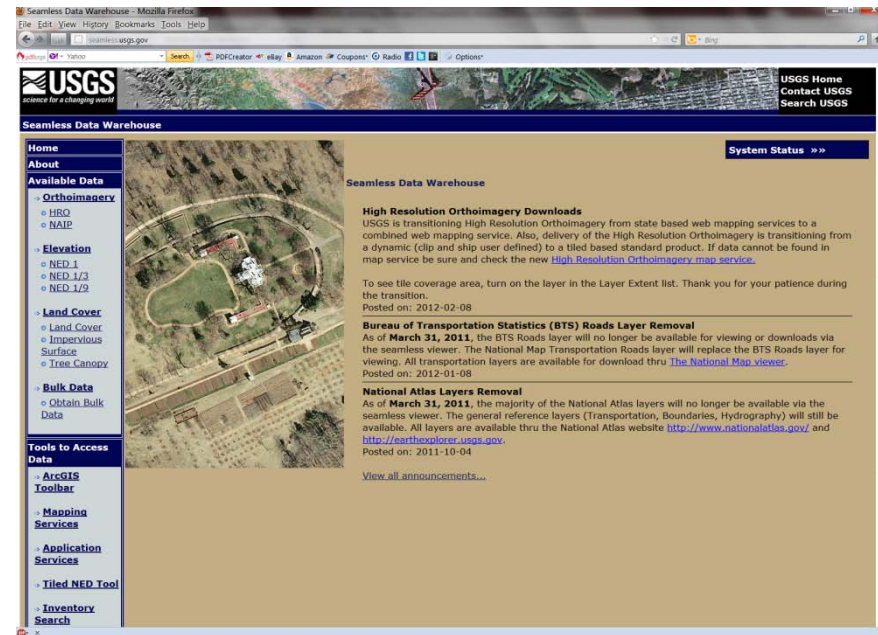 Seamless Data Warehouse - Mozilla Firefox
File Edit View History Bookmarks Tools Help
seamless.usgs.gov
Bing
Yahoo
Search
PDFCreator
eBay
Amazon
Coupons
Radio
Options
USGS
science for a changing world
USGS Home
Contact USGS
Search USGS
Seamless Data Warehouse
Home
About
Available Data
Orthoimagery
HRO
NAIP
Elevation
NED 1
NED 1/3
NED 1/9
Land Cover
Land Cover
Impervious
Surface
Tree Canopy
Bulk Data
Obtain Bulk
Data
Tools to Access
Data
ArcGIS
Toolbar
Mapping
Services
Application
Services
Tiled NED Tool
Inventory
Search
System Status »»
Seamless Data Warehouse
High Resolution Orthoimagery Downloads
USGS is transitioning High Resolution Orthoimagery from state based web mapping services to a
combined web mapping service. Also, delivery of the High Resolution Orthoimagery is transitioning from
a dynamic (clip and ship user defined) to a tiled based standard product. If data cannot be found in
map service be sure and check the new High Resolution Orthoimagery map service.
To see tile coverage area, turn on the layer in the Layer Extent list. Thank you for your patience during
the transition.
Posted on: 2012-02-08
Bureau of Transportation Statistics (BTS) Roads Layer Removal
As of March 31, 2011, the BTS Roads layer will no longer be available for viewing or downloads via
the seamless viewer. The National Map Transportation Roads layer will replace the BTS Roads layer for
viewing. All transportation layers are available for download thru The National Map viewer.
Posted on: 2012-01-08
National Atlas Layers Removal
As of March 31, 2011, the majority of the National Atlas layers will no longer be available via the
seamless viewer. The general reference layers (Transportation, Boundaries, Hydrography) will still be
available. All layers are available thru the National Atlas website http://www.nationalatlas.gov/ and
http://earthexplorer.usgs.gov.
Posted on: 2011-10-04
View all announcements...